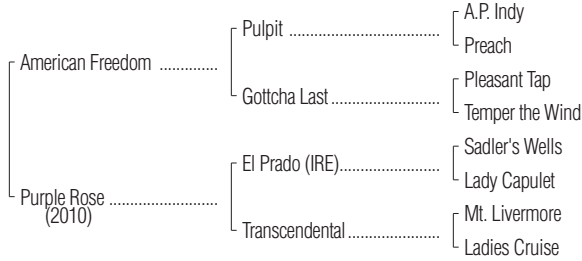 A.P. Indy
Pulpit ................................
Preach
American Freedom .............
Pleasant Tap
Gottcha Last ........................
Temper the Wind
Sadler's Wells
El Prado (IRE)......................
Lady Capulet
Purple Rose ........................
(2010)
Mt. Livermore
Transcendental ....................
Ladies Cruise